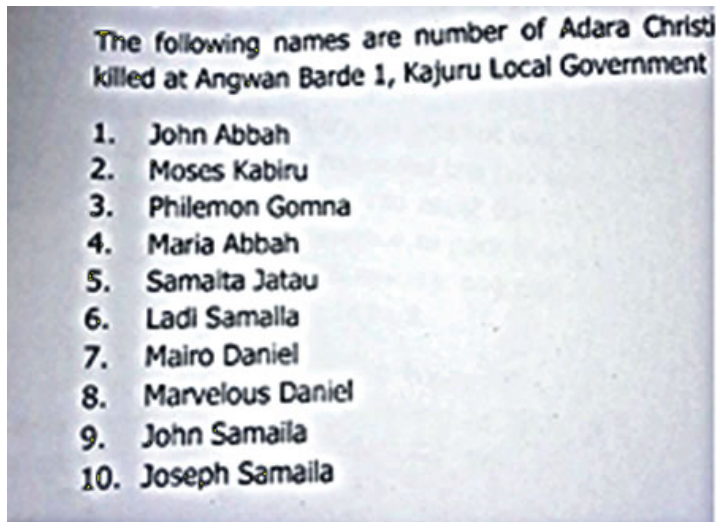 The following names are number of Adara Christi
killed at Angwan Barde 1, Kajuru Local Government
1. John Abbah
2. Moses Kabiru
3. Philemon Gomna
4. Maria Abbah
5. Samaita Jatau
6. Ladi Samaila
7. Mairo Daniel
8. Marvelous Daniel
9. John Samaila
10. Joseph Samaila